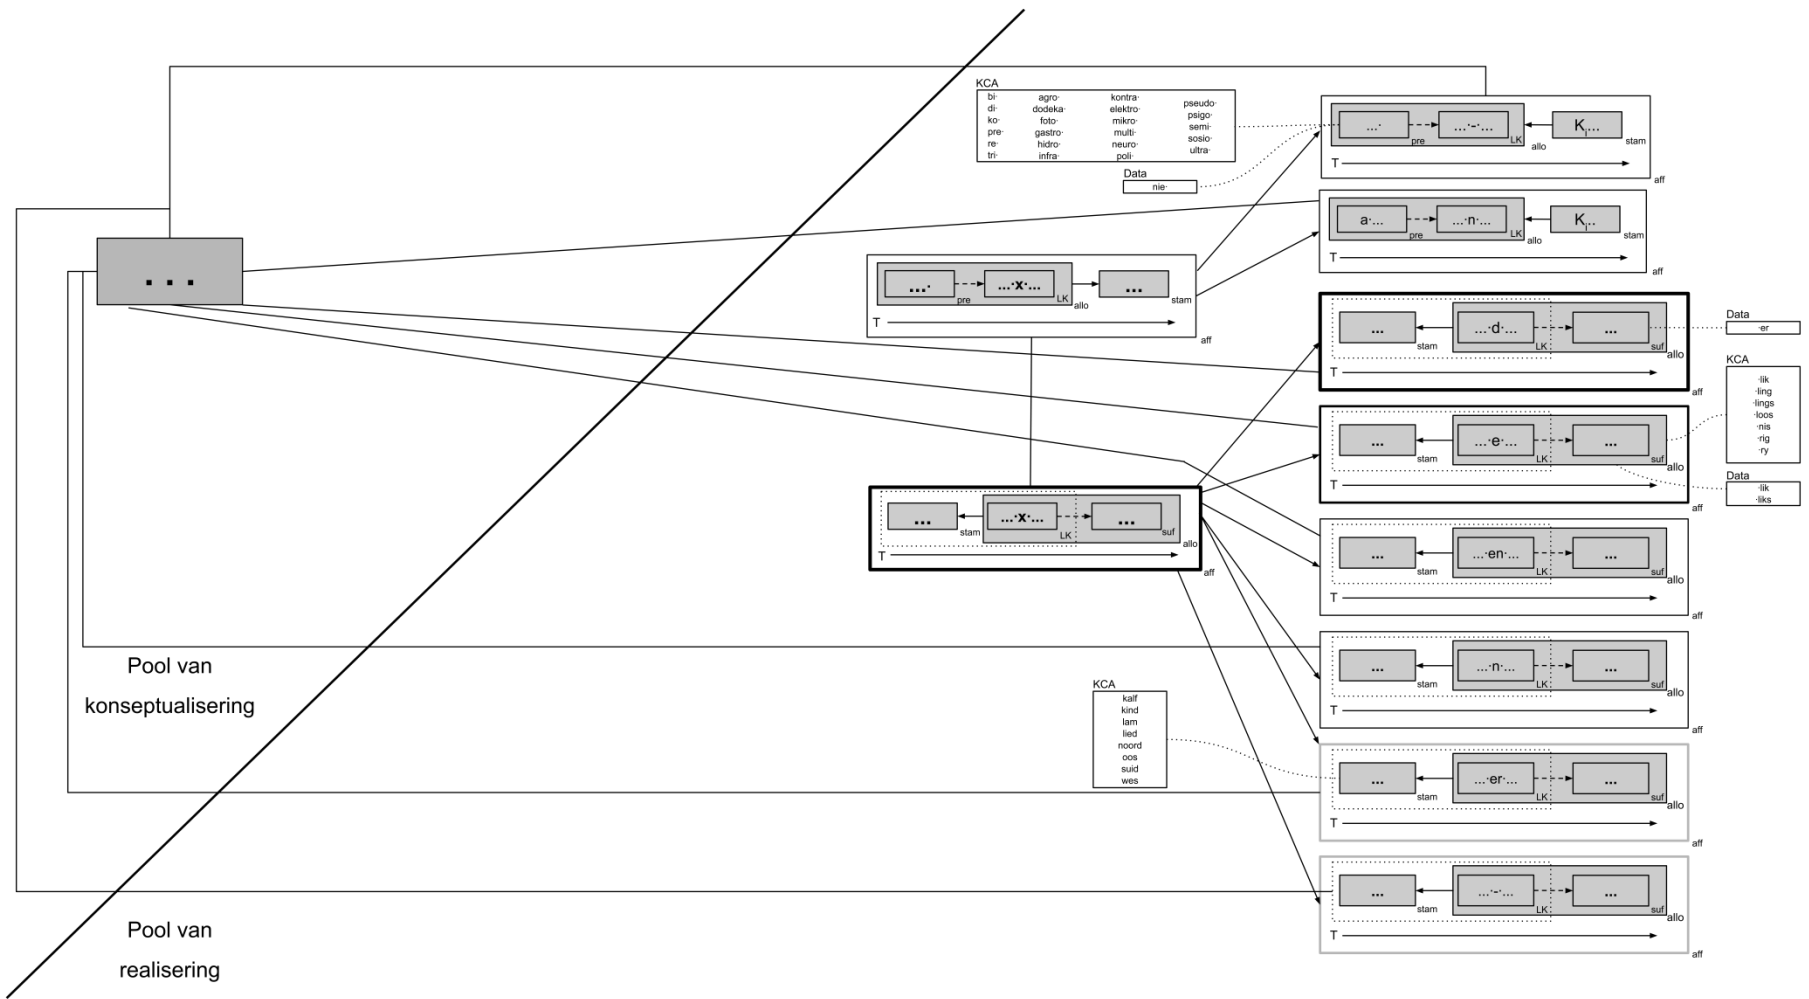 KCA
bi· agro· kontra· pseudo·
di· dodeka· elektro· psigo·
ko· foto· mikro· semi·
pre· gastro· multi· sosio·
re· hidro· neuro· ultra·
tri· infra· poli·
Data
nie·
...· pre ...·-·... LK allo K|... stam
T
aff
a·... pre ...·n·... LK allo K|... stam
T
aff
...
...· pre ...·x·... LK allo ... stam
T
aff
... stam ...·d·... LK ... suf allo
T
aff
Data
·er
... stam ...·e·... LK ... suf allo
T
aff
KCA
·lik
·ling
·lings
·loos
·nis
·rig
·ry
Data
·lik
·liks
... stam ...·x·... LK ... suf allo
T
aff
... stam ...·en·... LK ... suf allo
T
aff
... stam ...·n·... LK ... suf allo
T
aff
Pool van
konseptualisering
KCA
kalf
kind
lam
lied
noord
oos
suid
wes
... stam ...·er·... LK ... suf allo
T
aff
... stam ...·-·... LK ... suf allo
T
aff
Pool van
realisering